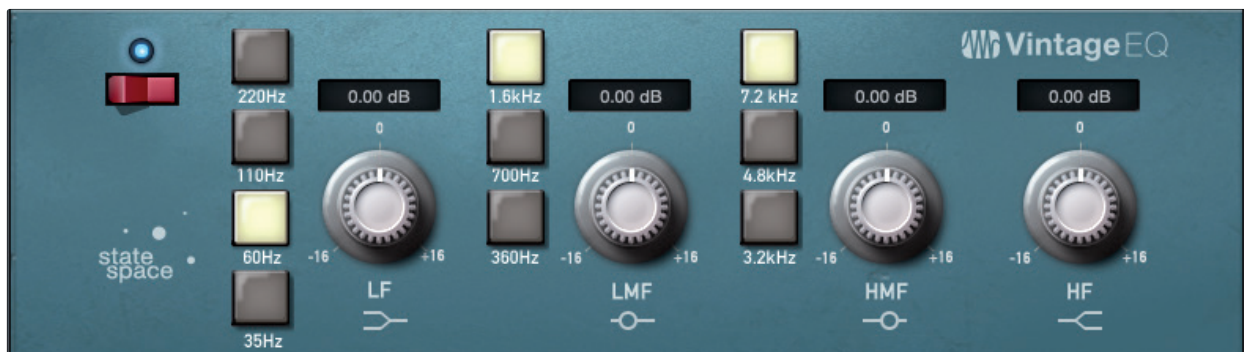 VintageEQ
220Hz
110Hz
60Hz
35Hz
0.00 dB
0
-16 +16
LF
1.6kHz
700Hz
360Hz
0.00 dB
0
-16 +16
LMF
7.2 kHz
4.8kHz
3.2kHz
0.00 dB
0
-16 +16
HMF
0.00 dB
0
-16 +16
HF
state
space